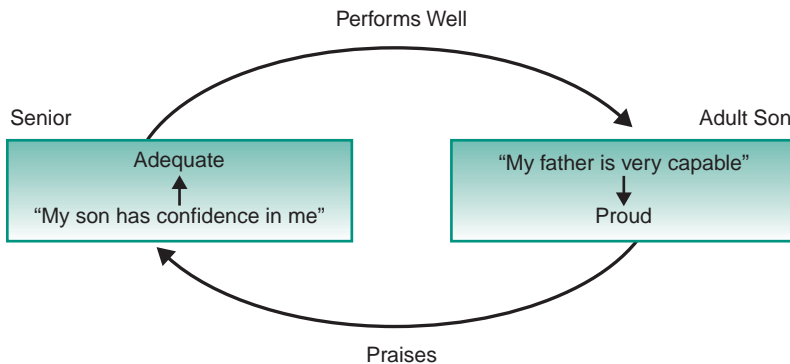 Performs Well
Senior
Adult Son
Adequate
“My son has confidence in me”
“My father is very capable”
Proud
Praises